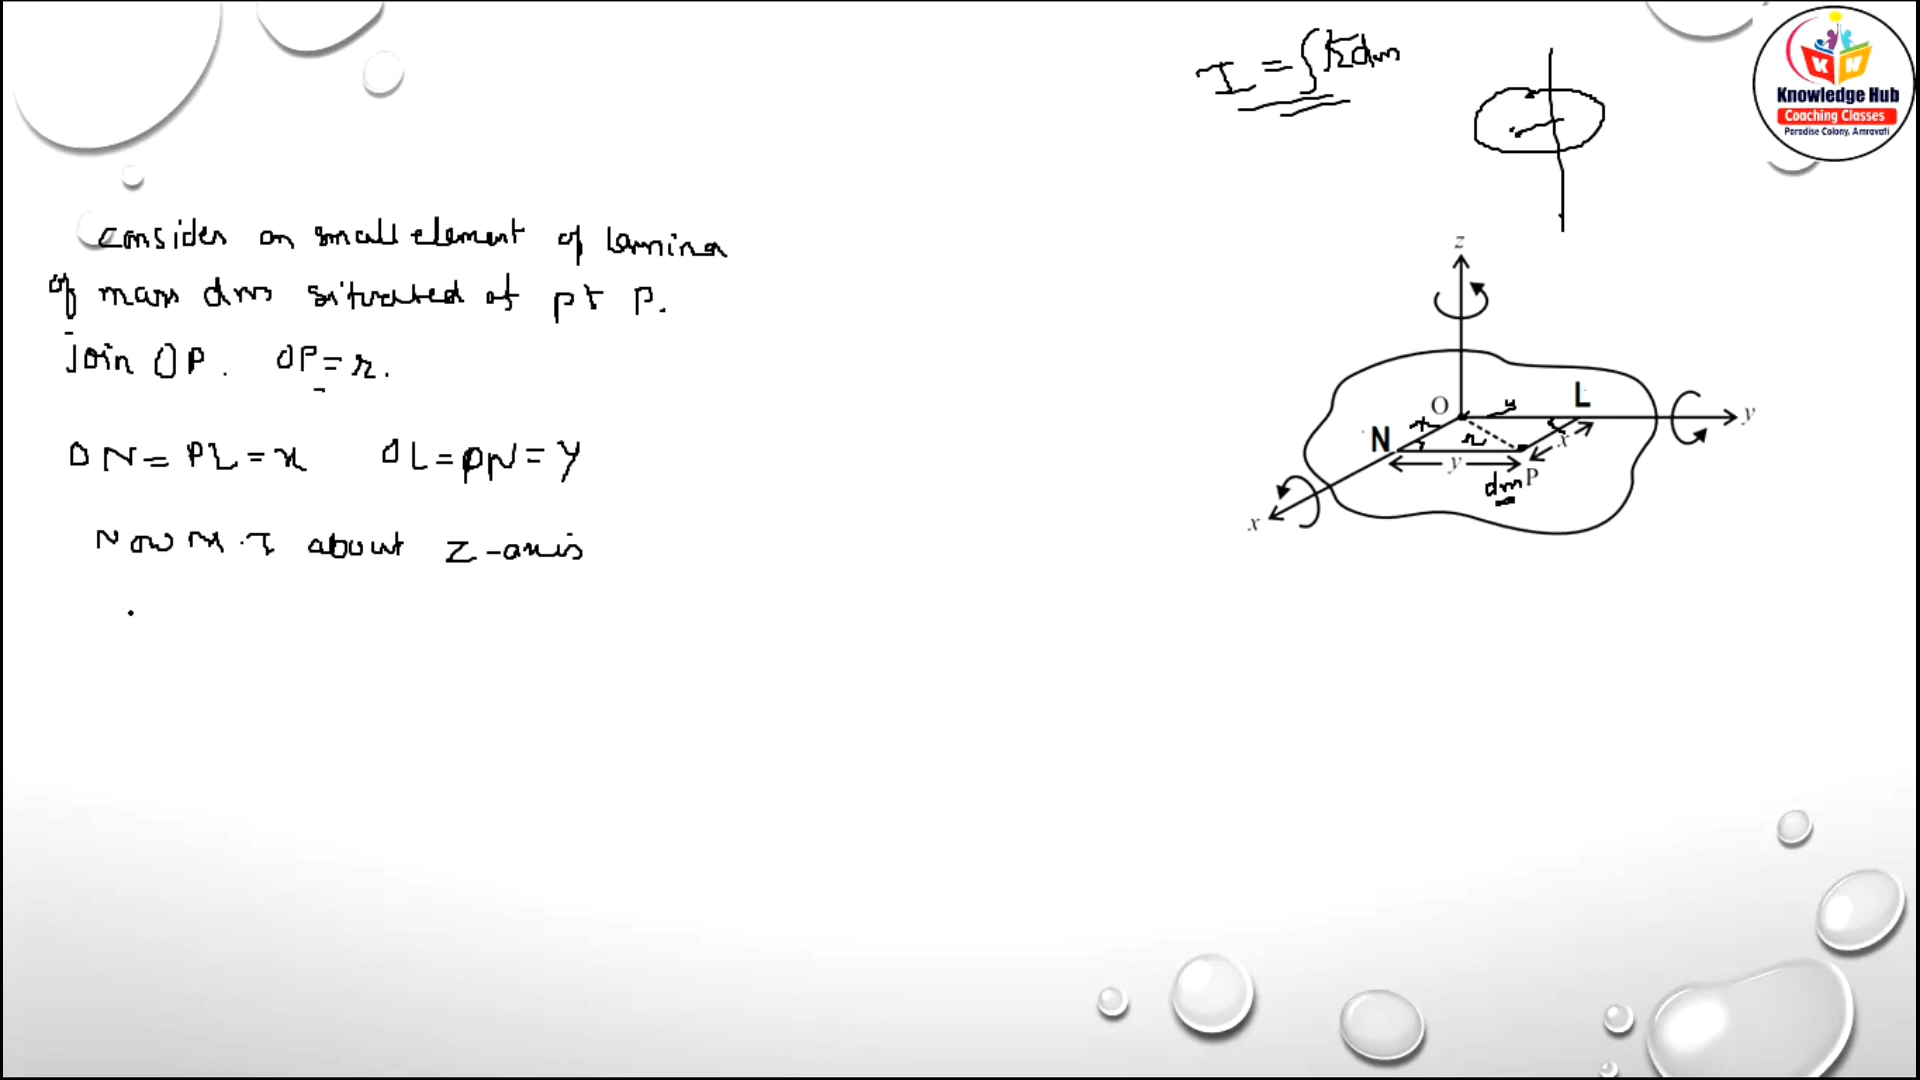 I = ∫r²dm
KN
Knowledge Hub
Coaching Classes
Paradise Colony, Amravati
Consider an small element of lamina
of mass dm situated at pt P.
Join OP. OP = r.
ON = PL = x OL = PN = y
Now M.I about Z-axis
z
O
y
L
y
x
N
r
x
y
P
dm
x